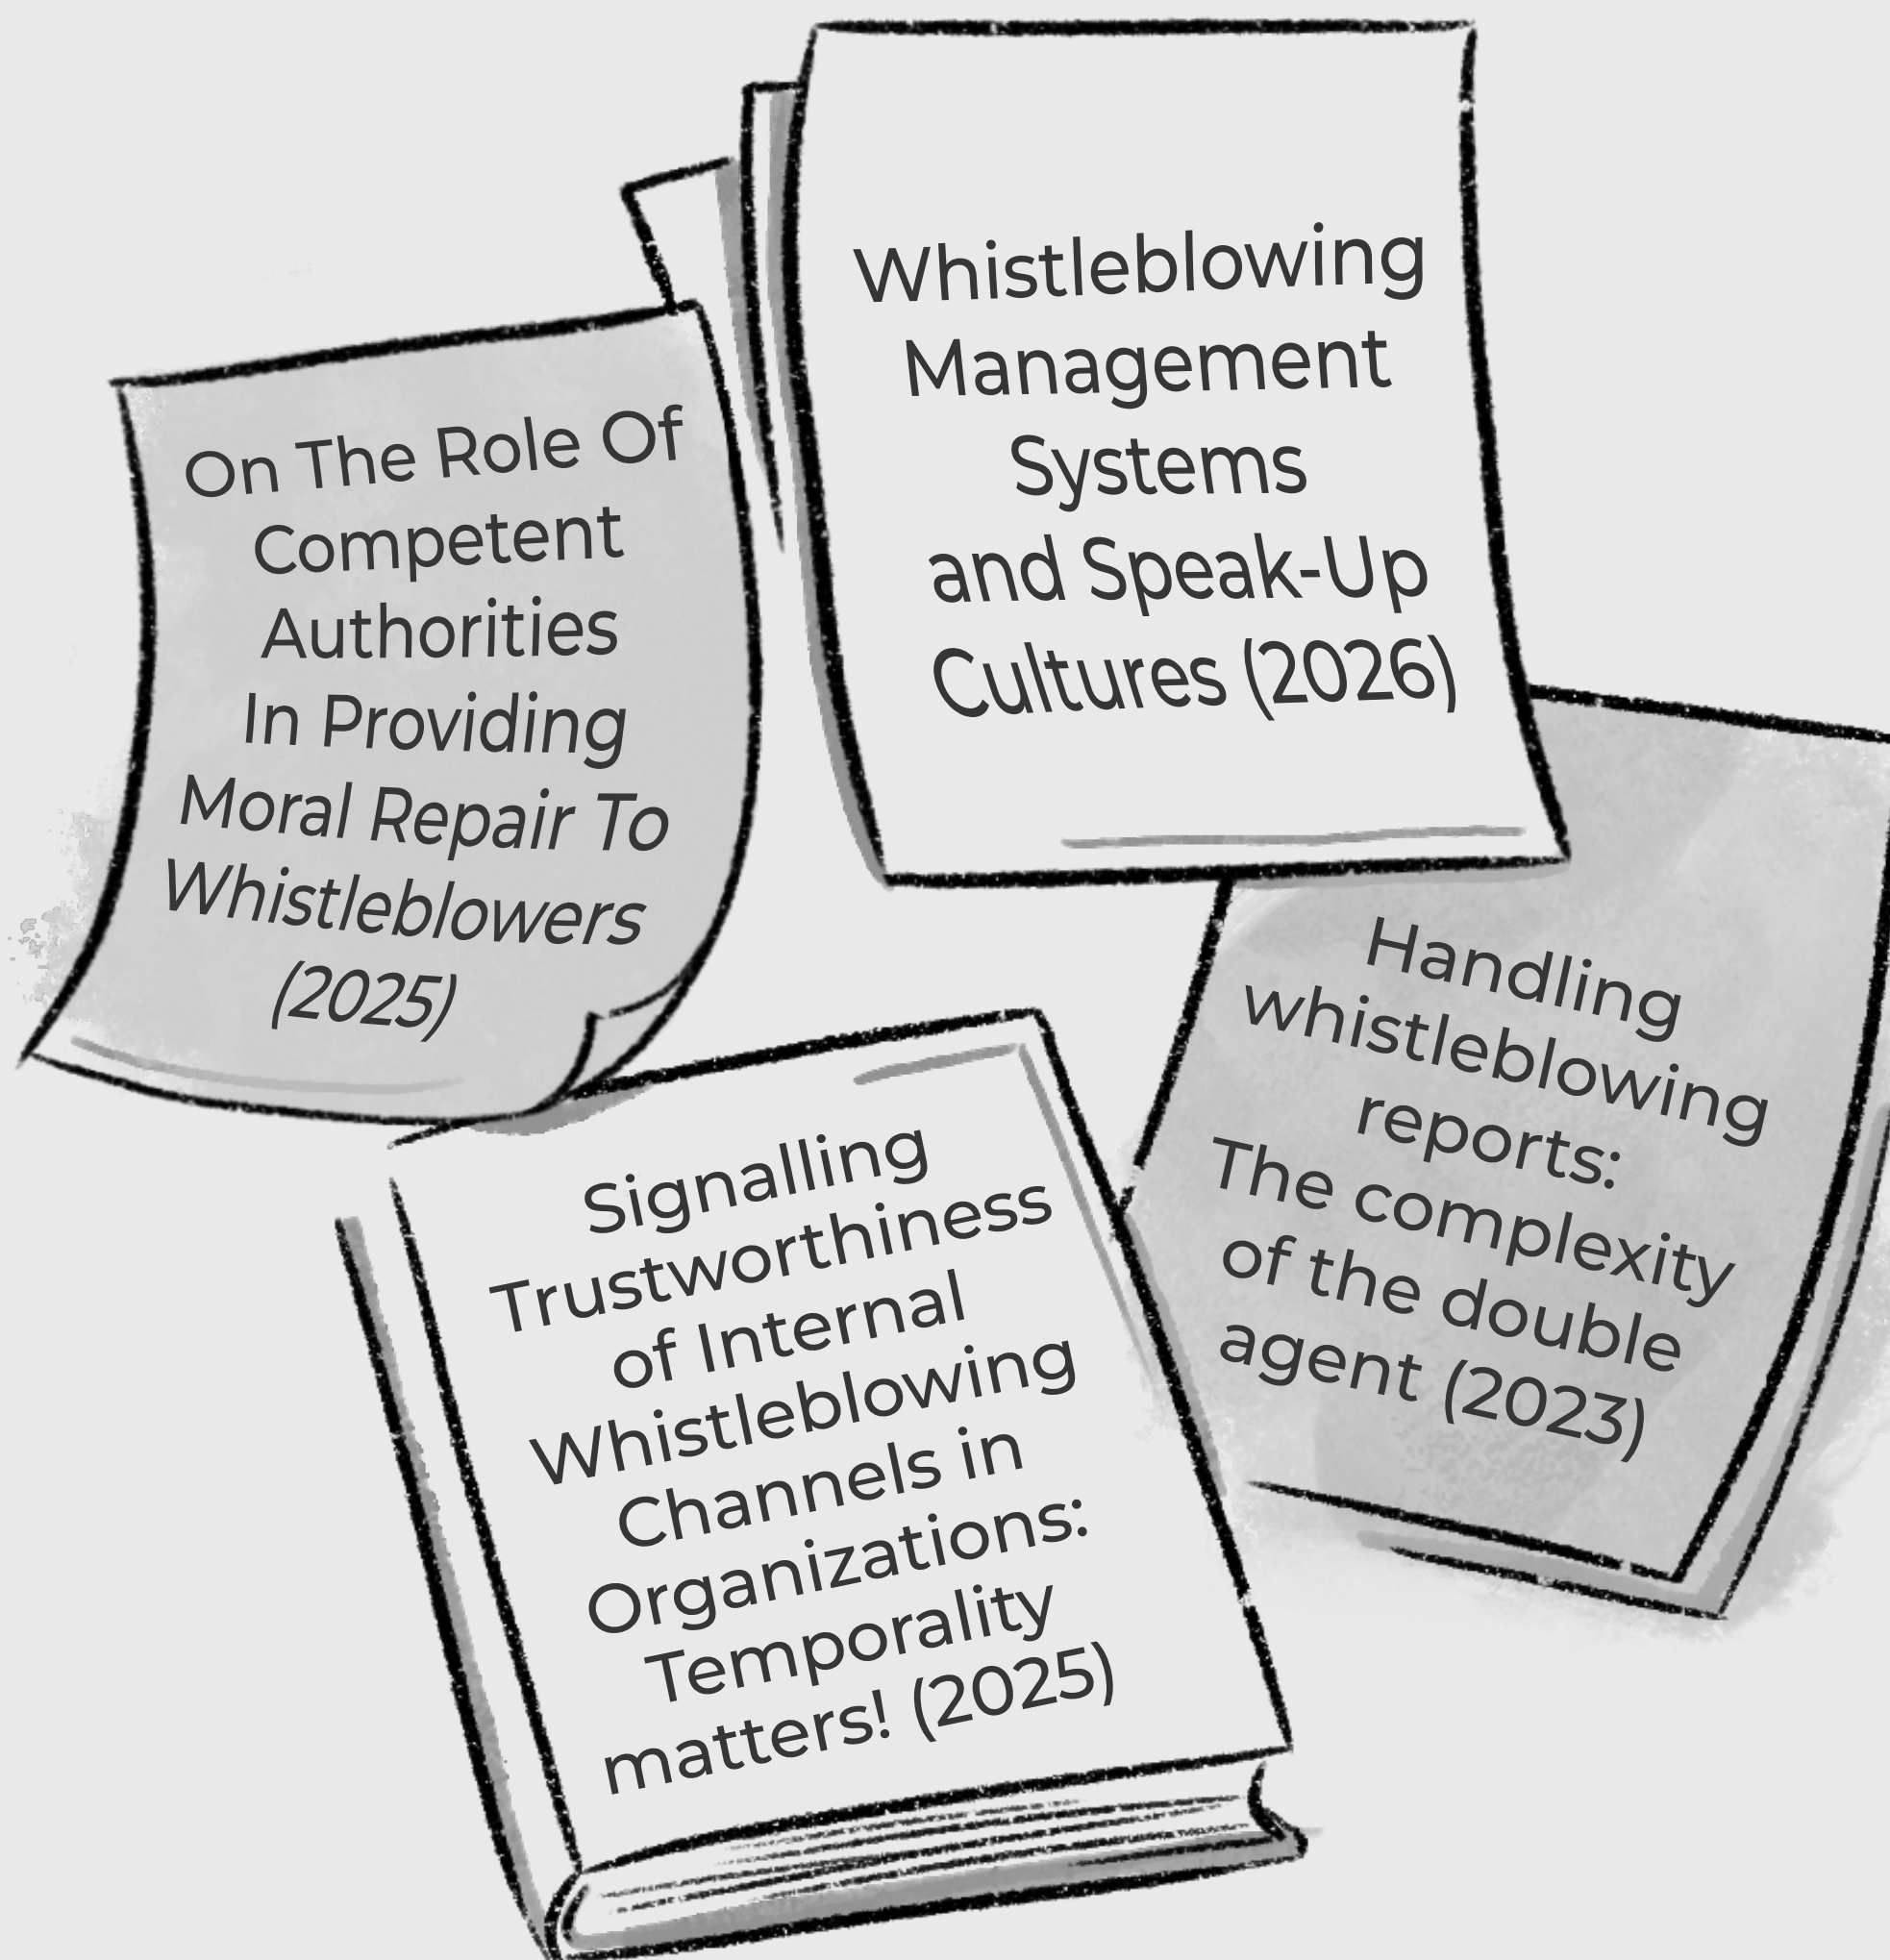 Whistleblowing
Management
Systems
and Speak-Up
Cultures (2026)
On The Role Of
Competent
Authorities
In Providing
Moral Repair To
Whistleblowers
(2025)
Handling
whistleblowing
reports:
The complexity
of the double
agent (2023)
Signalling
Trustworthiness
of Internal
Whistleblowing
Channels in
Organizations:
Temporality
matters! (2025)